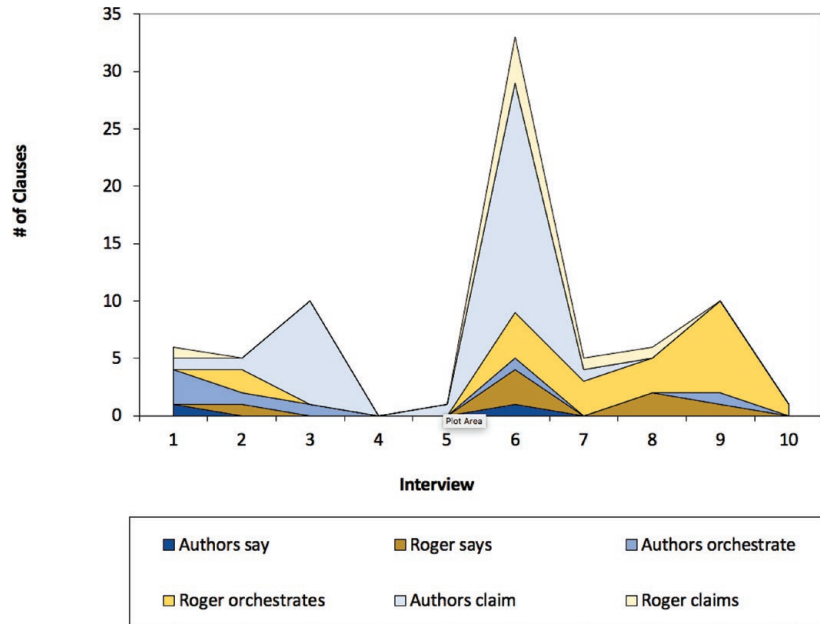 35
30
25
20
15
10
5
0
# of Clauses
1 2 3 4 5 6 7 8 9 10
Plot Area
Interview
Authors say Roger says Authors orchestrate
Roger orchestrates Authors claim Roger claims